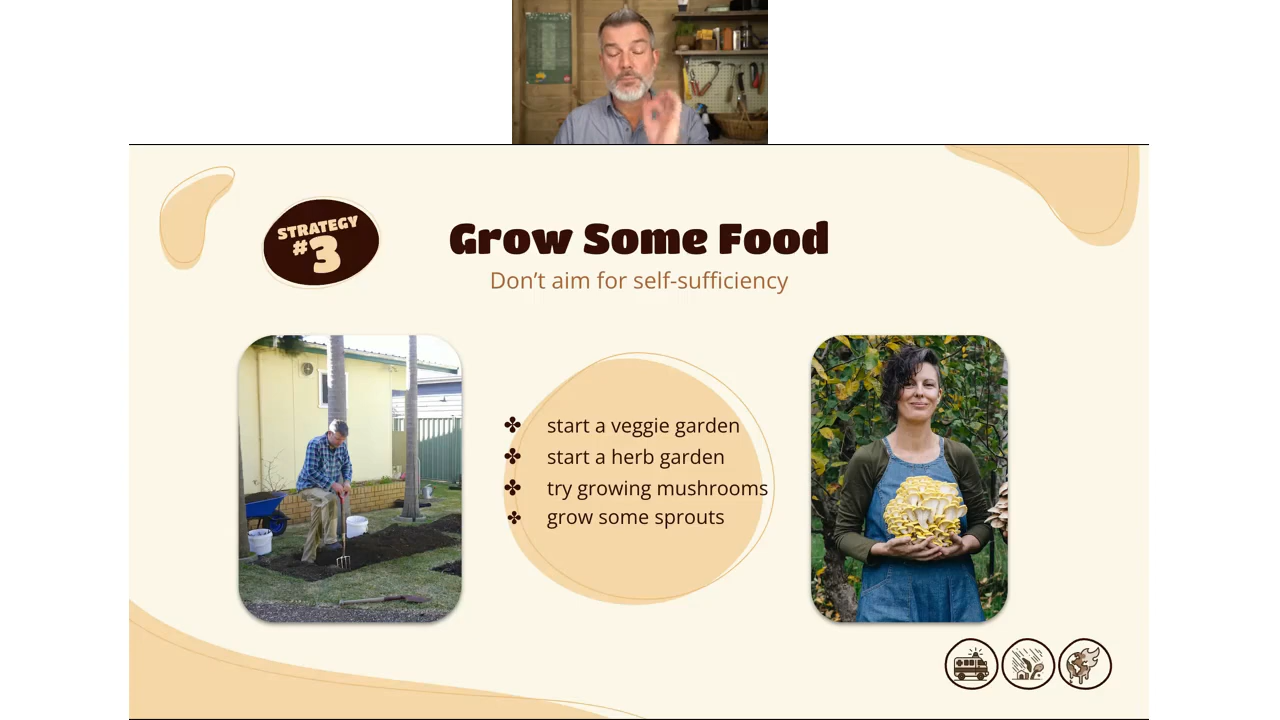 STRATEGY
#3
Grow Some Food
Don’t aim for self-sufficiency
start a veggie garden
start a herb garden
try growing mushrooms
grow some sprouts